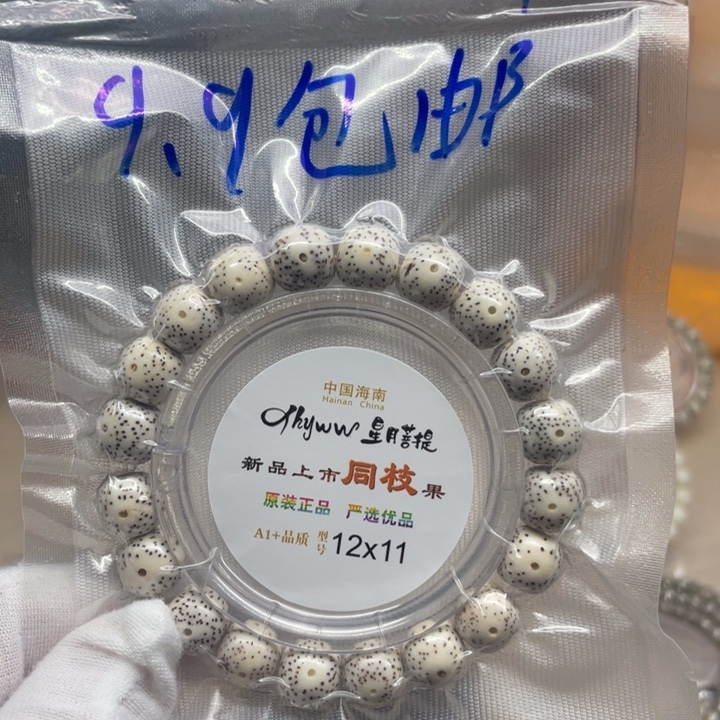 9.9包邮
中国海南
Hainan China
thyww 星月菩提
新品上市同枝果
原装正品 严选优品
A1+品质 型号 12x11